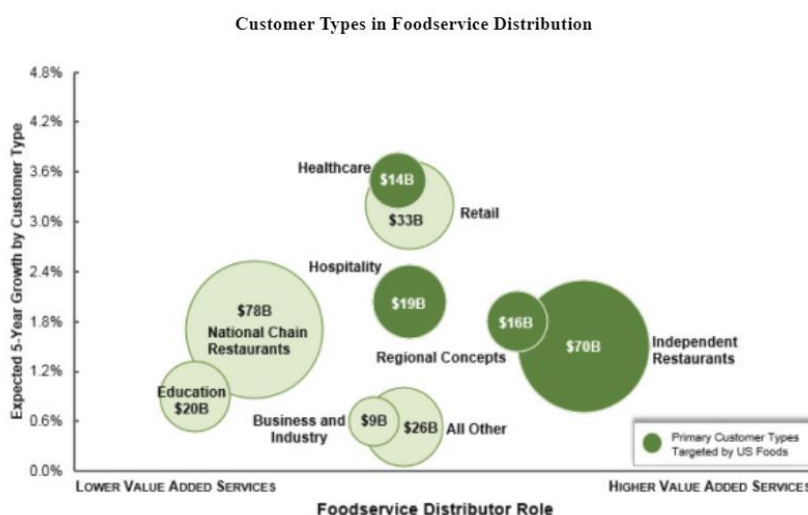 Customer Types in Foodservice Distribution
Expected 5-Year Growth by Customer Type
4.8%
4.2%
3.6%
3.0%
2.4%
1.8%
1.2%
0.6%
0.0%
Healthcare
$14B
$33B
Retail
Hospitality
$19B
$78B
National Chain
Restaurants
$16B
Regional Concepts
$70B
Independent
Restaurants
Education
$20B
Business and
Industry
$9B
$26B
All Other
Primary Customer Types
Targeted by US Foods
LOWER VALUE ADDED SERVICES
HIGHER VALUE ADDED SERVICES
Foodservice Distributor Role